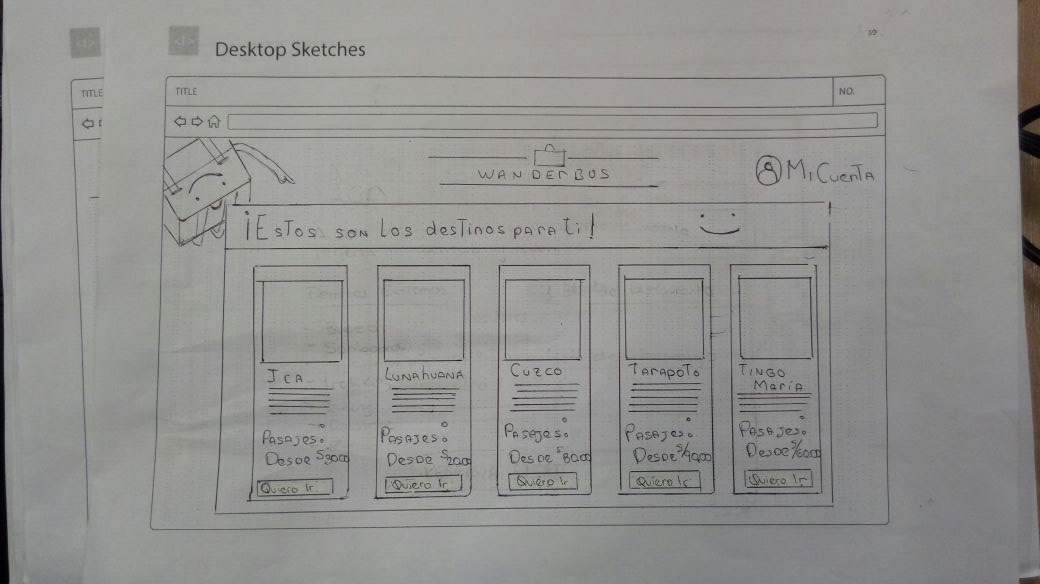 Desktop Sketches
TITLE
TITLE
NO.
WANDERBUS
Mi Cuenta
¡Estos son los destinos para ti!
Ica
Lunahuaná
Cuzco
Tarapoto
Tingo
María
Pasajes:
Desde S/30.00
Quiero Ir
Pasajes:
Desde S/20.00
Quiero Ir
Pasajes:
Desde S/80.00
Quiero Ir
Pasajes:
Desde S/40.00
Quiero Ir
Pasajes:
Desde S/60.00
Quiero Ir